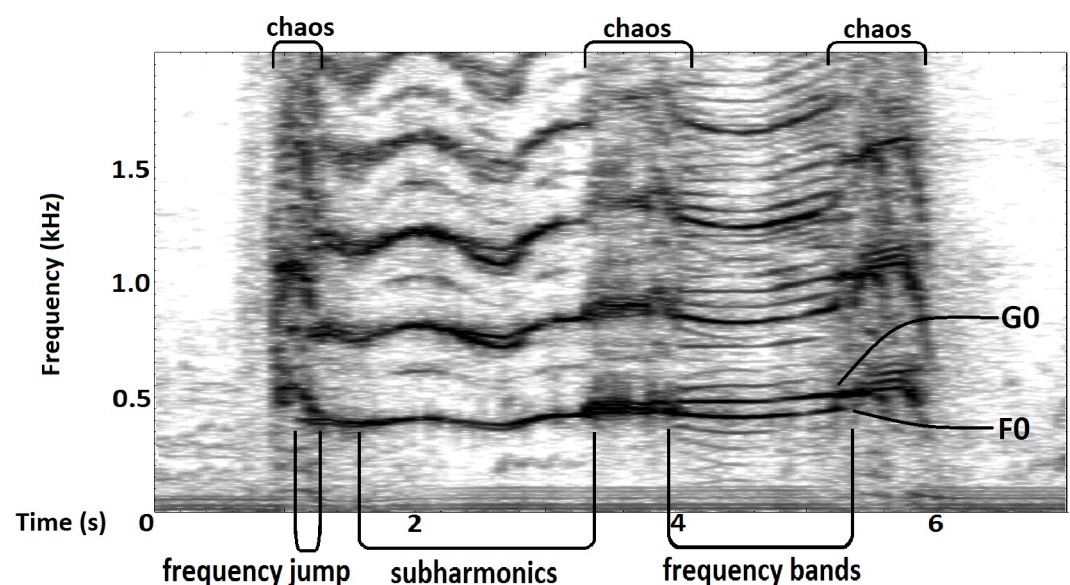 chaos chaos chaos
1.5
1.0
0.5
Frequency (kHz)
G0
F0
Time (s) 0 2 4 6
frequency jump subharmonics frequency bands